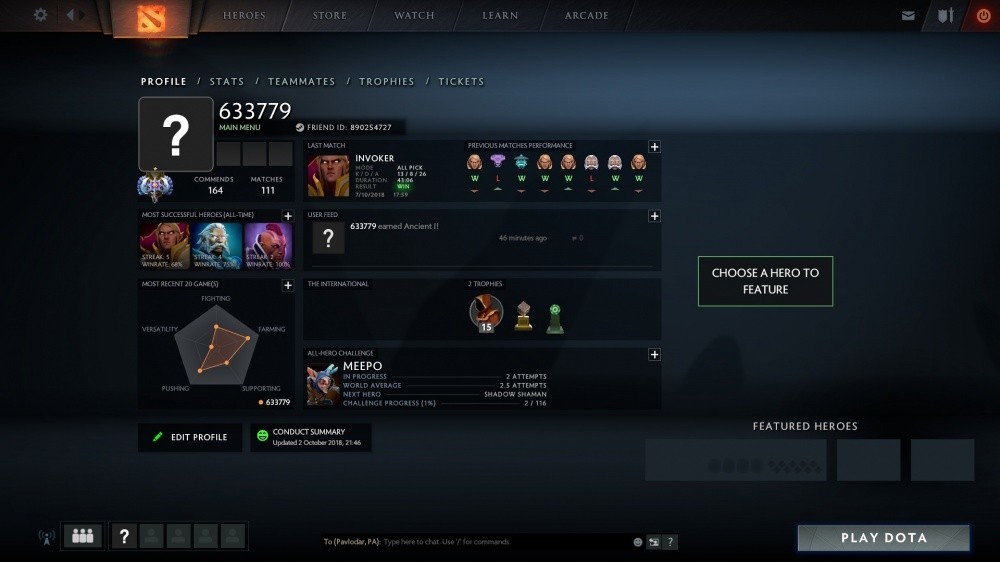 HEROES STORE WATCH LEARN ARCADE
PROFILE / STATS / TEAMMATES / TROPHIES / TICKETS
633779
MAIN MENU
FRIEND ID: 890254727
COMMENDS MATCHES
164 111
LAST MATCH
INVOKER
MODE ALL PICK
K / D / A 13 / 8 / 26
DURATION 43:06
RESULT WIN
7/10/2018 17:59
PREVIOUS MATCHES PERFORMANCE
W L W W W L W W
MOST SUCCESSFUL HEROES (ALL-TIME)
STREAK: 5 STREAK: 4 STREAK: 2
WINRATE: 68% WINRATE: 75% WINRATE: 100%
USER FEED
?
633779 earned Ancient II
46 minutes ago 0
MOST RECENT 20 GAME(S)
FIGHTING
VERSATILITY FARMING
PUSHING SUPPORTING
633779
THE INTERNATIONAL
2 TROPHIES
15
ALL-HERO CHALLENGE
MEEPO
IN PROGRESS 2 ATTEMPTS
WORLD AVERAGE 2.5 ATTEMPTS
NEXT HERO SHADOW SHAMAN
CHALLENGE PROGRESS (1%) 2 / 116
CHOOSE A HERO TO
FEATURE
EDIT PROFILE
CONDUCT SUMMARY
Updated 2 October 2018, 21:46
FEATURED HEROES
To (Pavlodar, PA): Type here to chat. Use '/' for commands.
?
PLAY DOTA